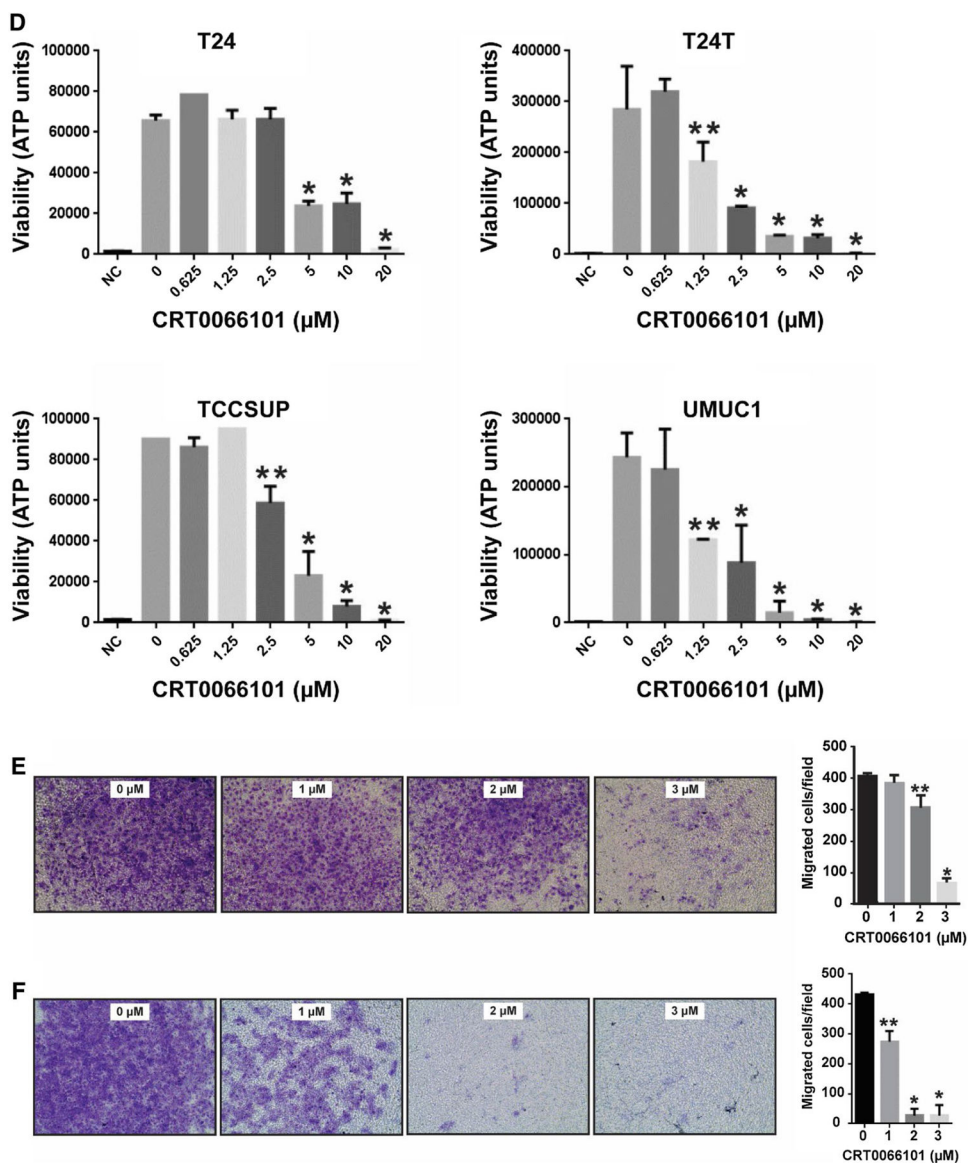 D
T24
Viability (ATP units)
100000
80000
60000
40000
20000
0
* * *
NC 0 0.625 1.25 2.5 5 10 20
CRT0066101 (µM)
T24T
Viability (ATP units)
400000
300000
200000
100000
0
** * * * *
NC 0 0.625 1.25 2.5 5 10 20
CRT0066101 (µM)
TCCSUP
Viability (ATP units)
100000
80000
60000
40000
20000
0
** * * *
NC 0 0.625 1.25 2.5 5 10 20
CRT0066101 (µM)
UMUC1
Viability (ATP units)
300000
200000
100000
0
** * * * *
NC 0 0.625 1.25 2.5 5 10 20
CRT0066101 (µM)
E
0 µM 1 µM 2 µM 3 µM
Migrated cells/field
500
400
300
200
100
0
** *
0 1 2 3
CRT0066101 (µM)
F
0 µM 1 µM 2 µM 3 µM
Migrated cells/field
500
400
300
200
100
0
** * *
0 1 2 3
CRT0066101 (µM)